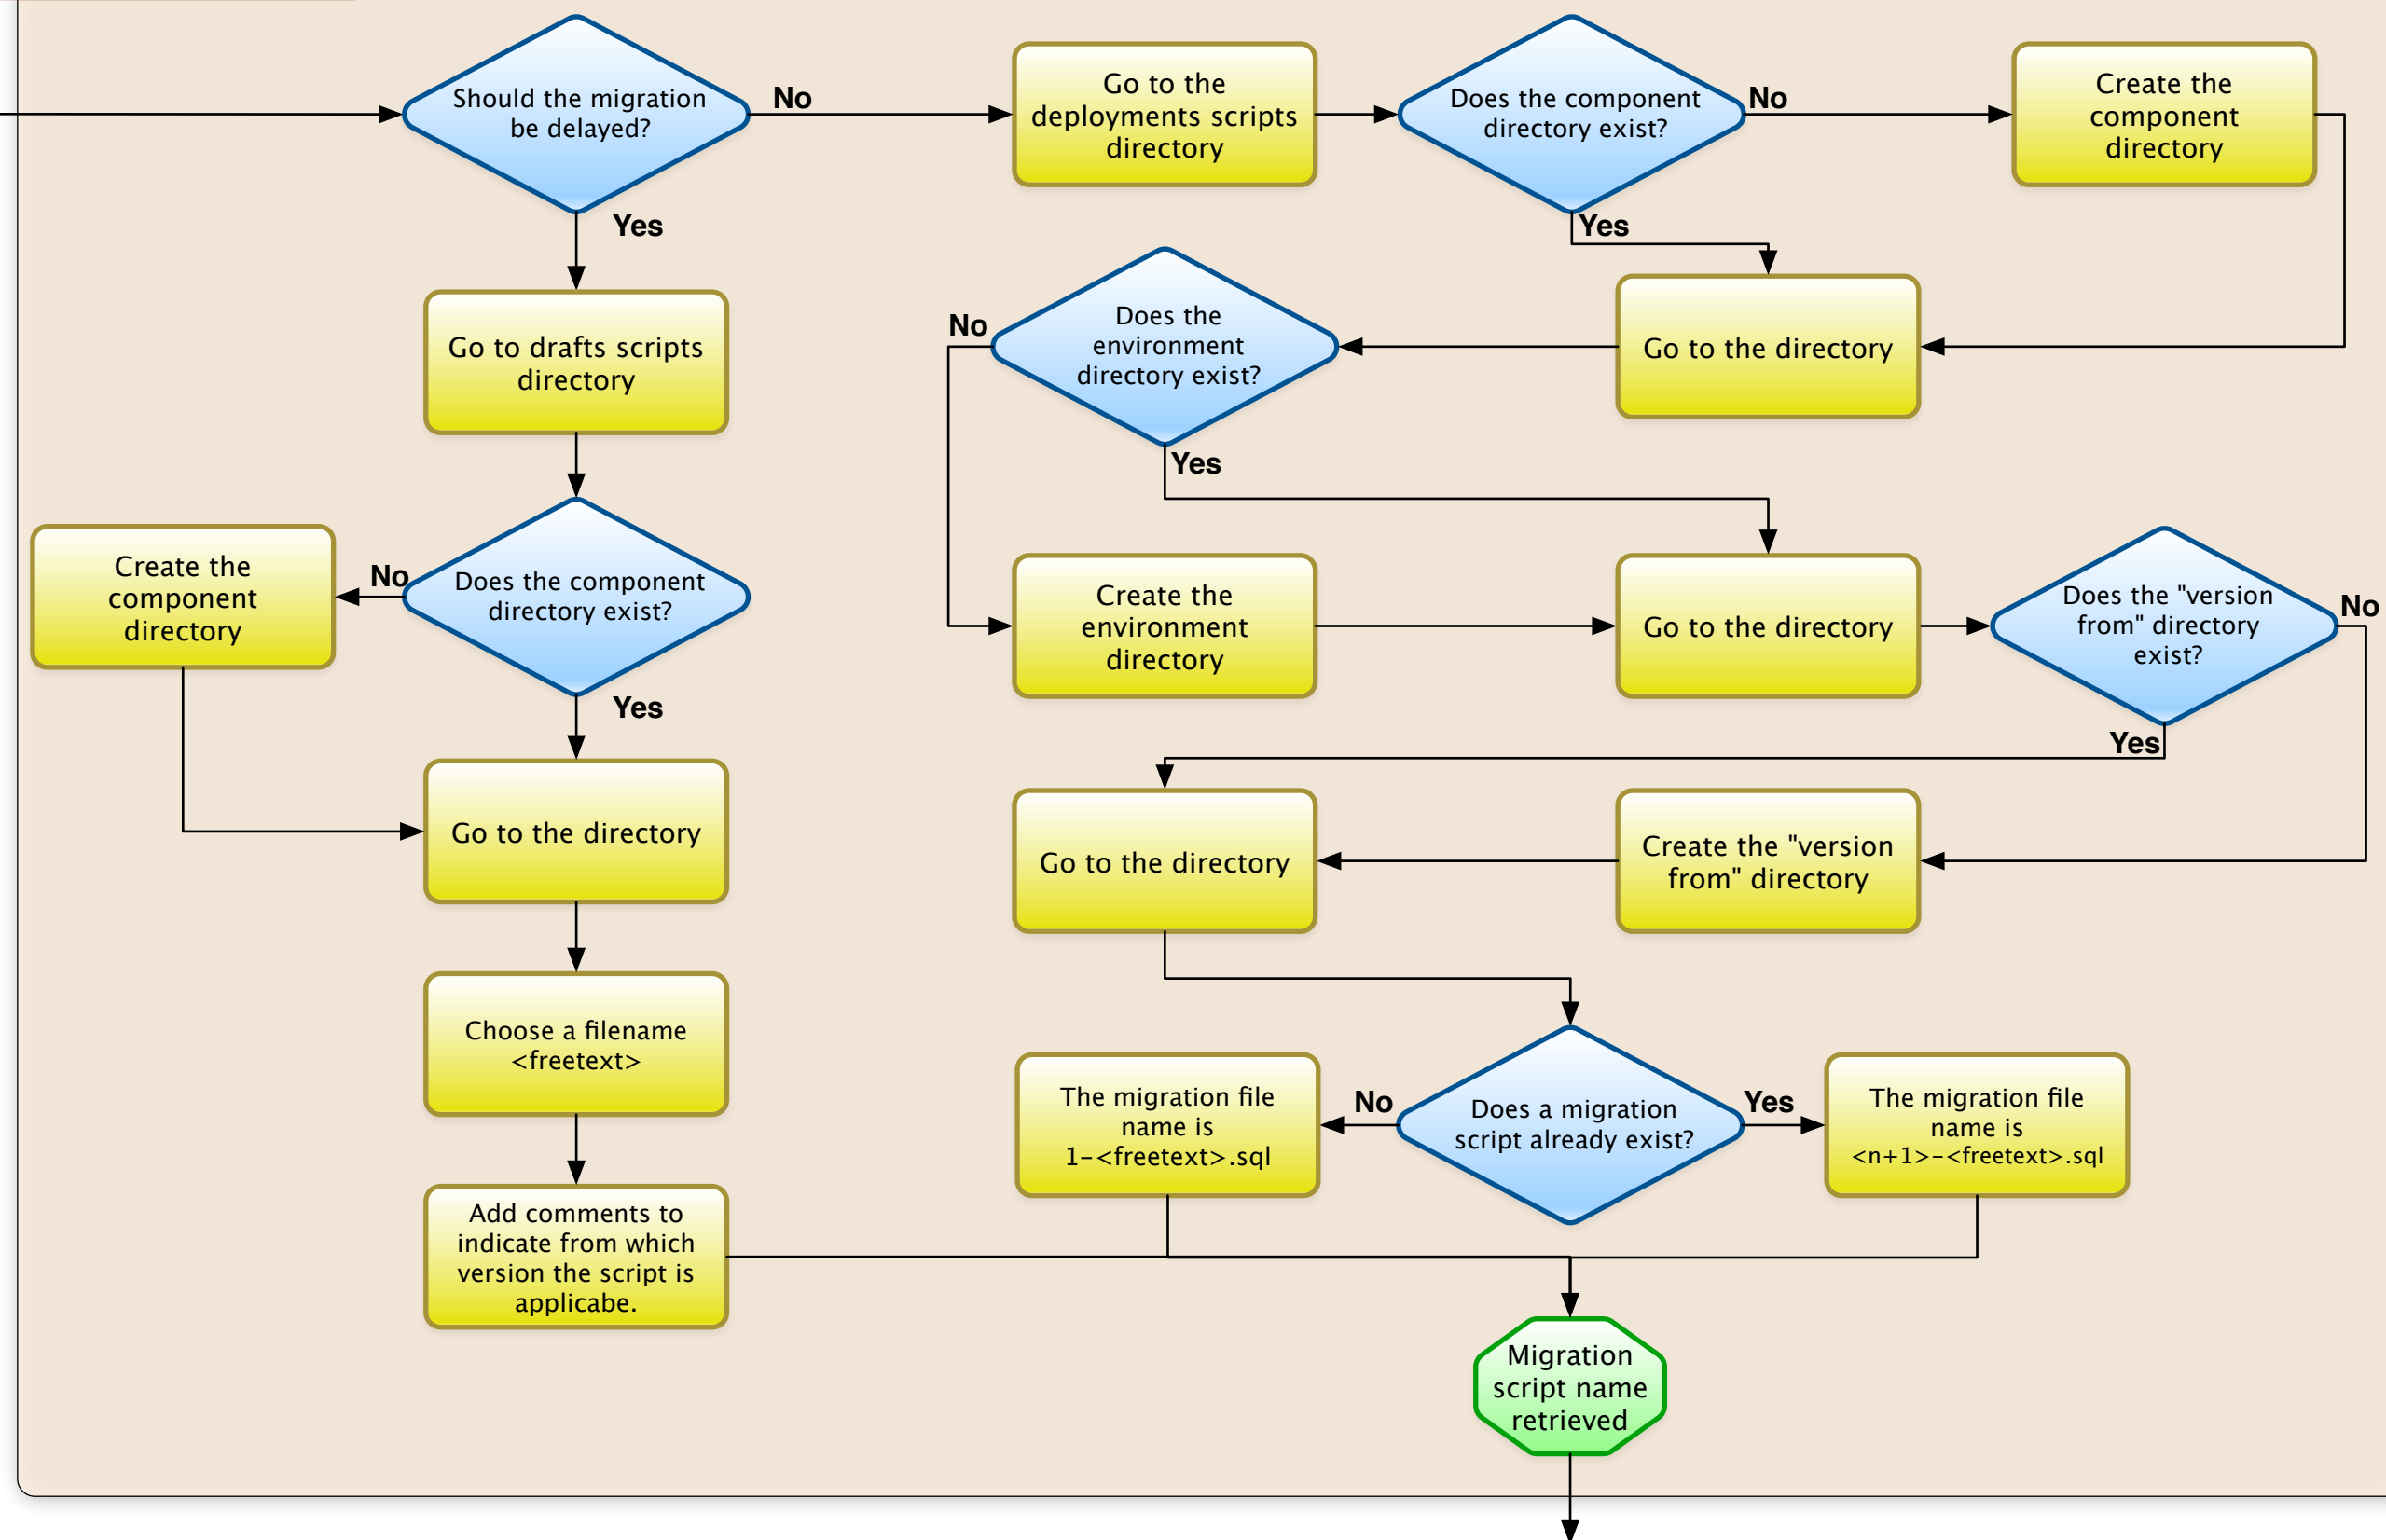 Should the migration
be delayed?
No
Go to the
deployments scripts
directory
Does the component
directory exist?
No
Create the
component
directory
Yes
Yes
Go to drafts scripts
directory
Does the
environment
directory exist?
No
Go to the directory
Yes
Create the
component
directory
No
Does the component
directory exist?
Yes
Create the
environment
directory
Go to the directory
Does the "version
from" directory
exist?
No
Yes
Go to the directory
Go to the directory
Create the "version
from" directory
Choose a filename
<freetext>
The migration file
name is
1-<freetext>.sql
No
Does a migration
script already exist?
Yes
The migration file
name is
<n+1>-<freetext>.sql
Add comments to
indicate from which
version the script is
applicabe.
Migration
script name
retrieved